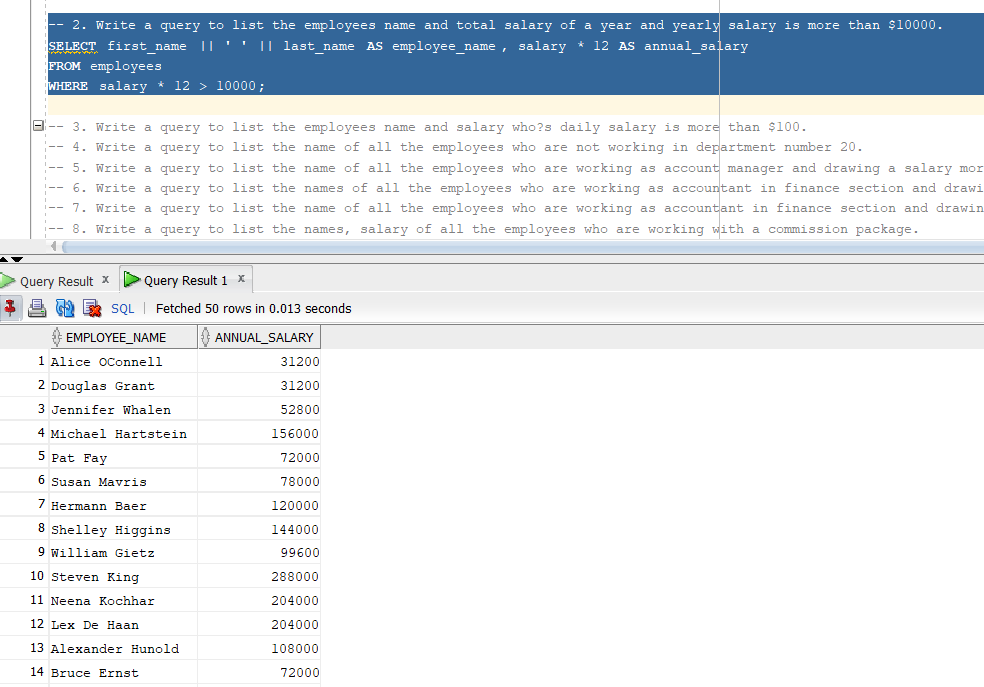 -- 2. Write a query to list the employees name and total salary of a year and yearly salary is more than $10000.
SELECT first_name || ' ' || last_name AS employee_name, salary * 12 AS annual_salary
FROM employees
WHERE salary * 12 > 10000;
-- 3. Write a query to list the employees name and salary who?s daily salary is more than $100.
-- 4. Write a query to list the name of all the employees who are not working in department number 20.
-- 5. Write a query to list the name of all the employees who are working as account manager and drawing a salary mor
-- 6. Write a query to list the names of all the employees who are working as accountant in finance section and drawi
-- 7. Write a query to list the name of all the employees who are working as accountant in finance section and drawin
-- 8. Write a query to list the names, salary of all the employees who are working with a commission package.
Query Result x Query Result 1 x
SQL | Fetched 50 rows in 0.013 seconds
EMPLOYEE_NAME ANNUAL_SALARY
1 Alice OConnell 31200
2 Douglas Grant 31200
3 Jennifer Whalen 52800
4 Michael Hartstein 156000
5 Pat Fay 72000
6 Susan Mavris 78000
7 Hermann Baer 120000
8 Shelley Higgins 144000
9 William Gietz 99600
10 Steven King 288000
11 Neena Kochhar 204000
12 Lex De Haan 204000
13 Alexander Hunold 108000
14 Bruce Ernst 72000